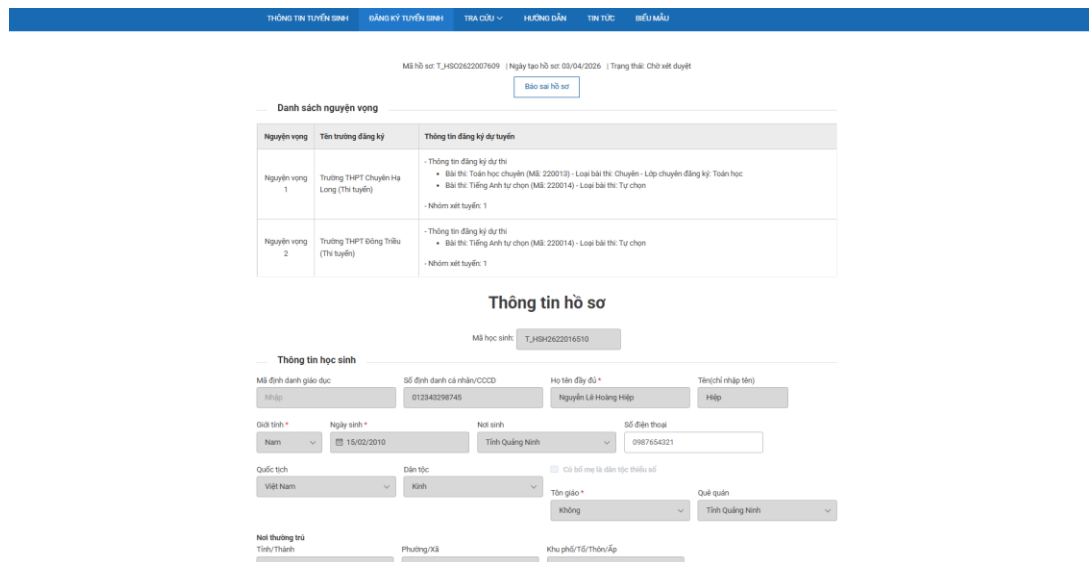 THÔNG TIN TUYỂN SINH ĐĂNG KÝ TUYỂN SINH TRA CỨU HƯỚNG DẪN TIN TỨC BIỂU MẪU
Mã hồ sơ: T_HSO2622007609 | Ngày tạo hồ sơ: 03/04/2026 | Trạng thái: Chờ xét duyệt
Báo sai hồ sơ
Danh sách nguyện vọng
Nguyện vọng Tên trường đăng ký Thông tin đăng ký dự tuyển
- Thông tin đăng ký dự thi
Nguyện vọng Trường THPT Chuyên Hạ • Bài thi: Toán học chuyên (Mã: 220013) - Loại bài thi: Chuyên - Lớp chuyên đăng ký: Toán học
1 Long (Thi tuyển) • Bài thi: Tiếng Anh tự chọn (Mã: 220014) - Loại bài thi: Tự chọn
- Nhóm xét tuyển: 1
- Thông tin đăng ký dự thi
Nguyện vọng Trường THPT Đông Triều • Bài thi: Tiếng Anh tự chọn (Mã: 220014) - Loại bài thi: Tự chọn
2 (Thi tuyển)
- Nhóm xét tuyển: 1
Thông tin hồ sơ
Mã học sinh: T_HSH2622016510
Thông tin học sinh
Mã định danh giáo dục Số định danh cá nhân/CCCD Họ tên đầy đủ * Tên(chỉ nhập tên)
Nhập 012343298745 Nguyễn Lê Hoàng Hiệp Hiệp
Giới tính * Ngày sinh * Nơi sinh Số điện thoại
Nam 15/02/2010 Tỉnh Quảng Ninh 0987654321
Quốc tịch Dân tộc Có bố mẹ là dân tộc thiểu số
Việt Nam Kinh
Tôn giáo * Quê quán
Không Tỉnh Quảng Ninh
Nơi thường trú
Tỉnh/Thành Phường/Xã Khu phố/Tổ/Thôn/Ấp